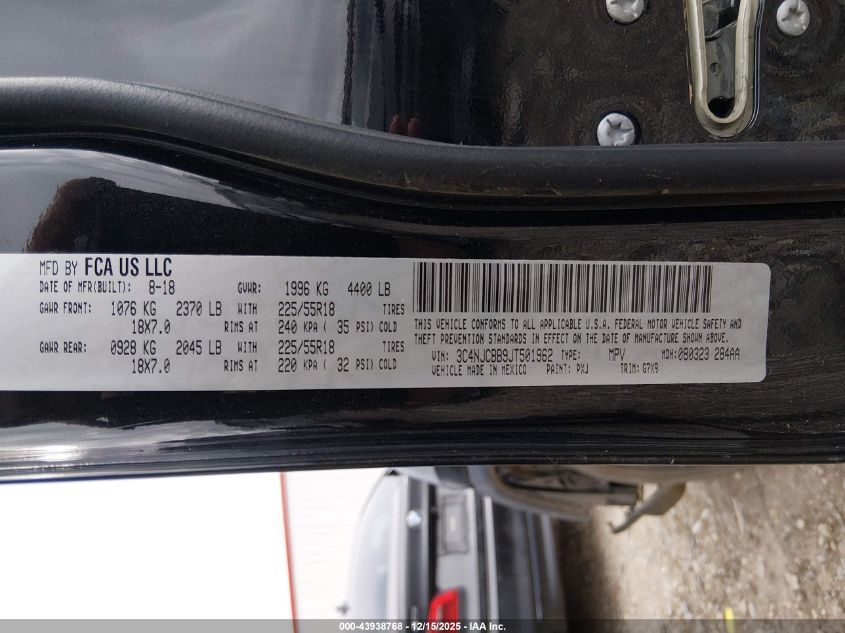 MFD BY FCA US LLC
DATE OF MFR(BUILT): 8-18 GVWR: 1996 KG 4400 LB
GAWR FRONT: 1076 KG 2370 LB WITH 225/55R18 TIRES
18X7.0 RIMS AT 240 KPA ( 35 PSI) COLD
GAWR REAR: 0928 KG 2045 LB WITH 225/55R18 TIRES
18X7.0 RIMS AT 220 KPA ( 32 PSI) COLD
THIS VEHICLE CONFORMS TO ALL APPLICABLE U.S.A. FEDERAL MOTOR VEHICLE SAFETY AND
THEFT PREVENTION STANDARDS IN EFFECT ON THE DATE OF MANUFACTURE SHOWN ABOVE.
VIN: 3C4NJCBB9JT501962 TYPE: MPV MDH: 080323 284AA
VEHICLE MADE IN MEXICO PAINT: PXJ TRIM: G7X9
000-43938768 - 12/15/2025 - IAA Inc.